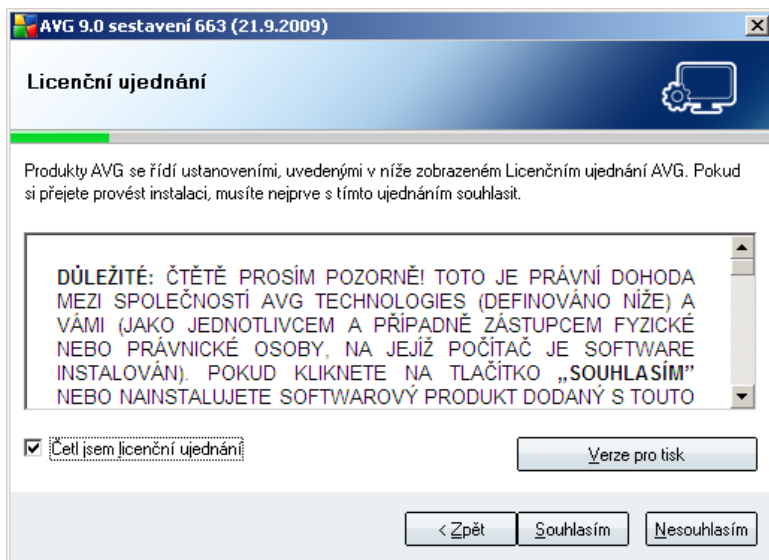 AVG 9.0 sestavení 663 (21.9.2009)
Licenční ujednání
Produkty AVG se řídí ustanoveními, uvedenými v níže zobrazeném Licenčním ujednání AVG. Pokud
si přejete provést instalaci, musíte nejprve s tímto ujednáním souhlasit.
DŮLEŽITÉ: ČTĚTĚ PROSÍM POZORNĚ! TOTO JE PRÁVNÍ DOHODA
MEZI SPOLEČNOSTÍ AVG TECHNOLOGIES (DEFINOVÁNO NÍŽE) A
VÁMI (JAKO JEDNOTLIVCEM A PŘÍPADNĚ ZÁSTUPCEM FYZICKÉ
NEBO PRÁVNICKÉ OSOBY, NA JEJÍŽ POČÍTAČ JE SOFTWARE
INSTALOVÁN). POKUD KLIKNETE NA TLAČÍTKO „SOUHLASÍM”
NEBO NAINSTALUJETE SOFTWAROVÝ PRODUKT DODANÝ S TOUTO
Četl jsem licenční ujednání
Verze pro tisk
< Zpět
Souhlasím
Nesouhlasím